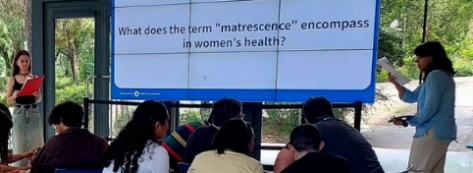 What does the term "matrescence" encompass
in women's health?